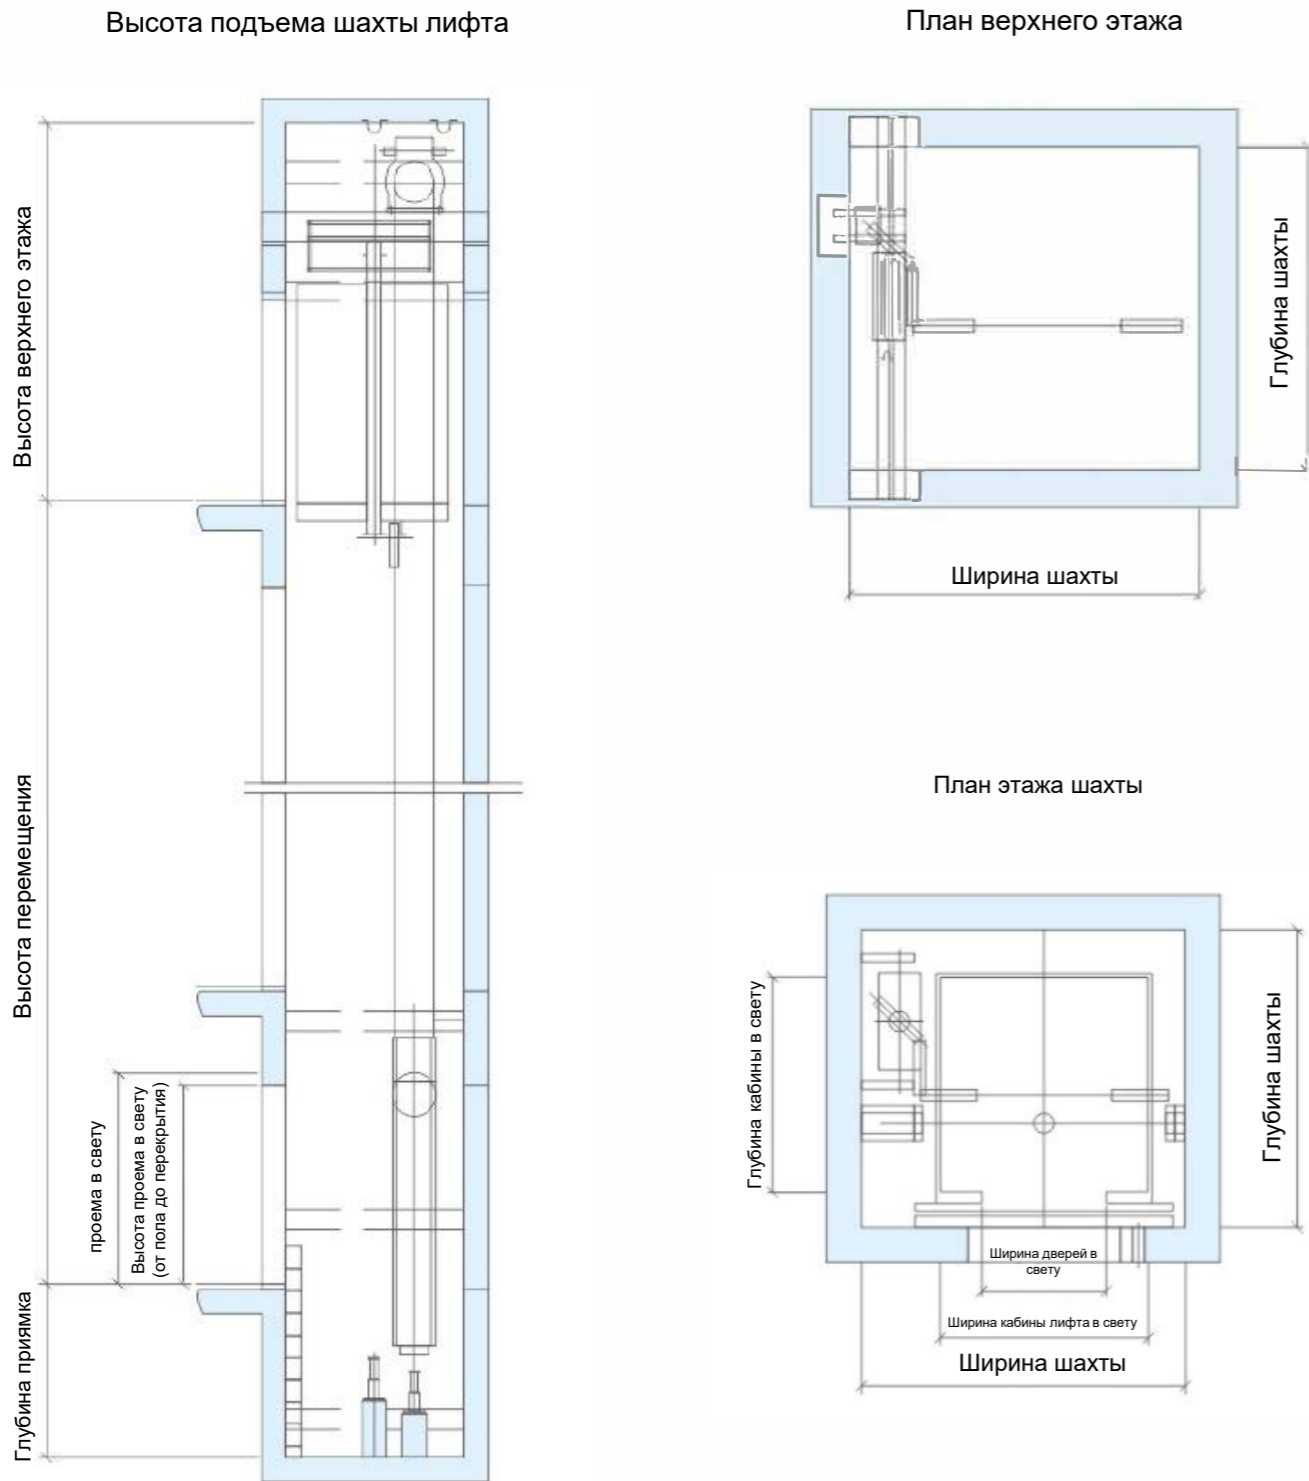 Высота подъема шахты лифта
План верхнего этажа
Высота верхнего этажа
Глубина шахты
Ширина шахты
Высота перемещения
План этажа шахты
проема в свету
Высота проема в свету
(от пола до перекрытия)
Глубина приямка
Глубина кабины в свету
Глубина шахты
Ширина дверей в
свету
Ширина кабины лифта в свету
Ширина шахты